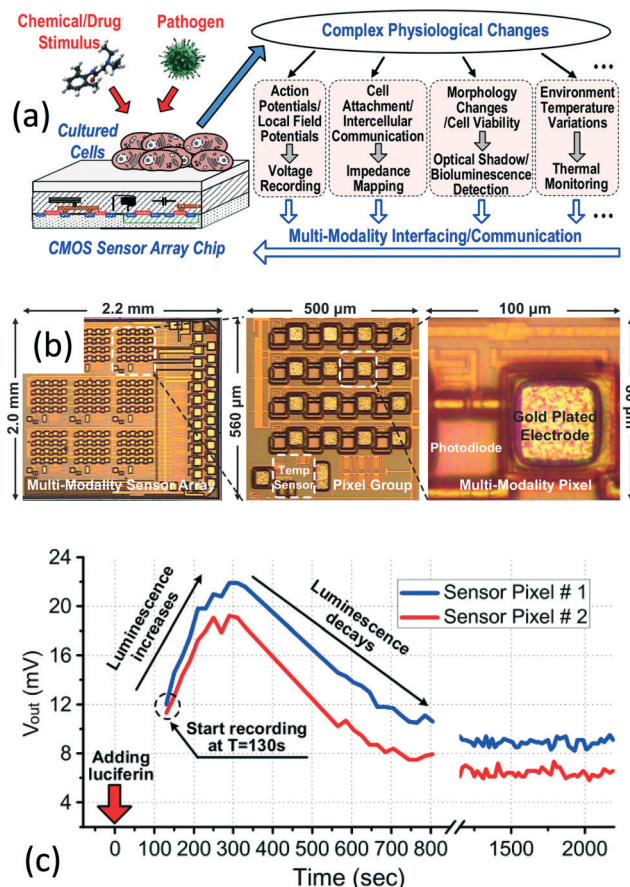 Chemical/Drug
Stimulus
Pathogen
Complex Physiological Changes
(a)
Cultured
Cells
CMOS Sensor Array Chip
Action
Potentials/
Local Field
Potentials
Voltage
Recording
Cell
Attachment/
Intercellular
Communication
Impedance
Mapping
Morphology
Changes
/Cell Viability
Optical Shadow/
Bioluminescence
Detection
...
Environment
Temperature
Variations
Thermal
Monitoring
...
Multi-Modality Interfacing/Communication
(b)
2.2 mm
2.0 mm
Multi-Modality Sensor Array
500 µm
560 µm
Temp
Sensor
Pixel Group
100 µm
Photodiode
Gold Plated
Electrode
Multi-Modality Pixel
(c)
Vout (mV)
24
20
16
12
8
4
Luminescence
increases
Luminescence
decays
Sensor Pixel # 1
Sensor Pixel # 2
Start recording
at T=130s
Adding
luciferin
0 100 200 300 400 500 600 700 800 1500 2000
Time (sec)